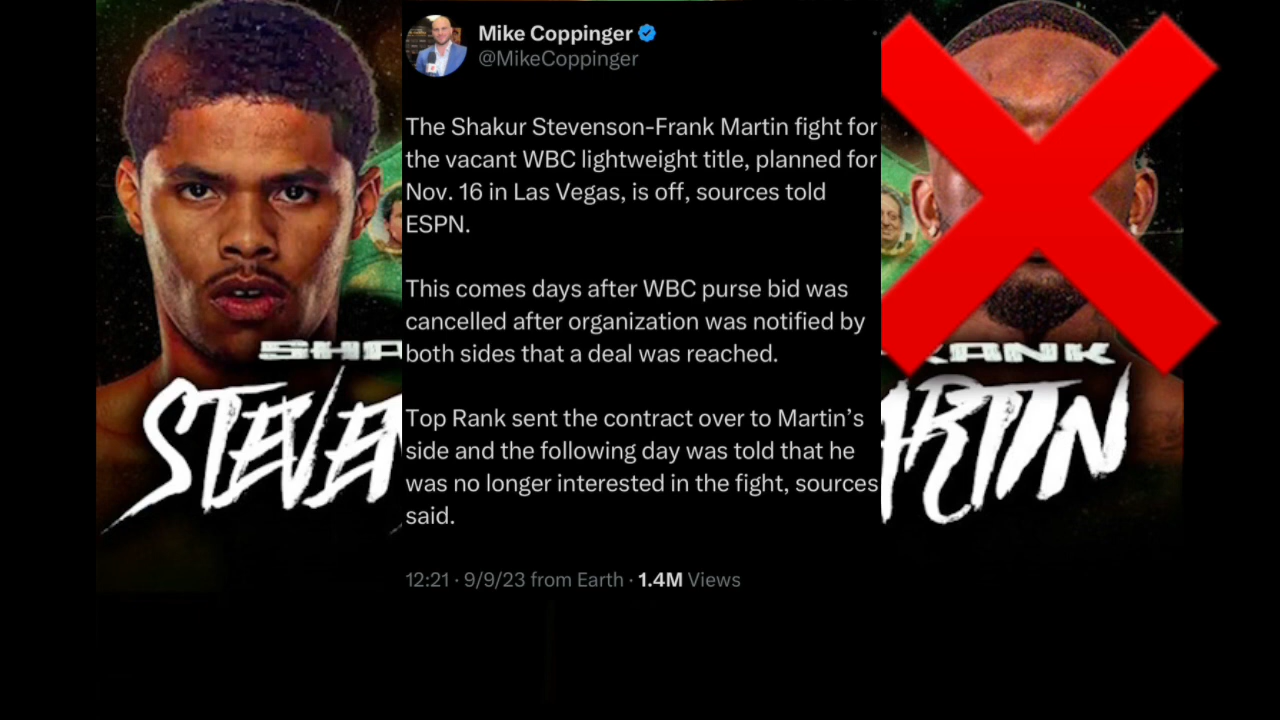 Mike Coppinger
@MikeCoppinger
The Shakur Stevenson-Frank Martin fight for
the vacant WBC lightweight title, planned for
Nov. 16 in Las Vegas, is off, sources told
ESPN.
This comes days after WBC purse bid was
cancelled after organization was notified by
both sides that a deal was reached.
Top Rank sent the contract over to Martin’s
side and the following day was told that he
was no longer interested in the fight, sources
said.
12:21 · 9/9/23 from Earth · 1.4M Views
SHA
STEVEN
RANK
ARTIN